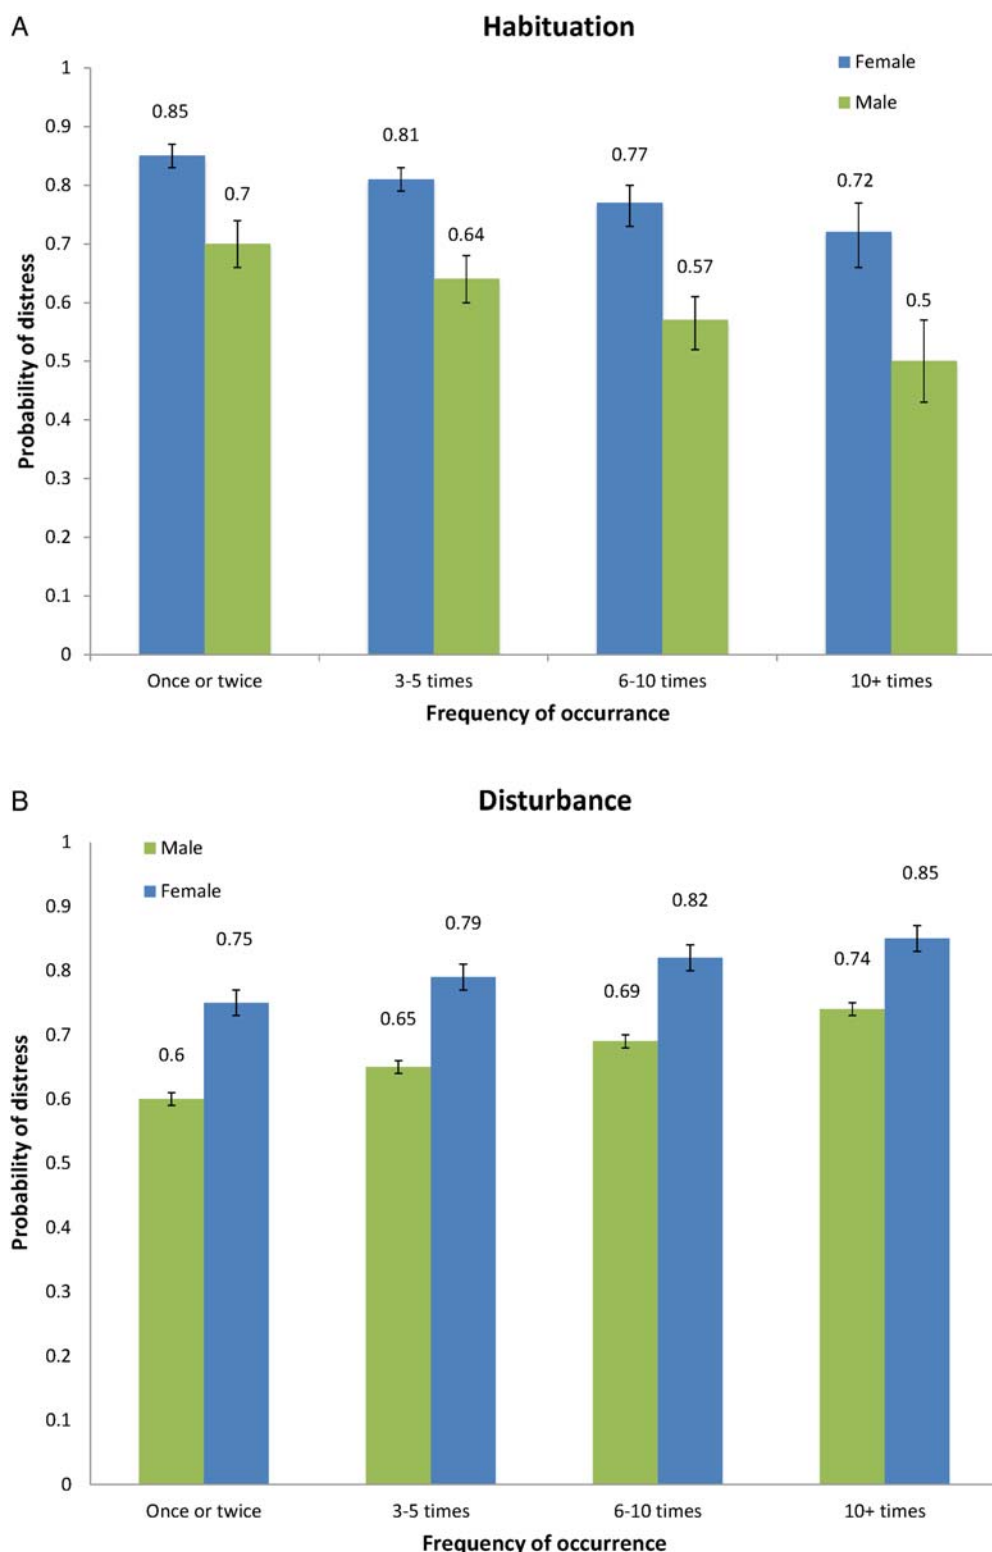 A
Habituation
Female
Male
Probability of distress
1
0.9
0.8
0.7
0.6
0.5
0.4
0.3
0.2
0.1
0
0.85
0.7
0.81
0.64
0.77
0.57
0.72
0.5
Once or twice
3-5 times
6-10 times
10+ times
Frequency of occurrance
B
Disturbance
Male
Female
Probability of distress
1
0.9
0.8
0.7
0.6
0.5
0.4
0.3
0.2
0.1
0
0.6
0.75
0.65
0.79
0.69
0.82
0.74
0.85
Once or twice
3-5 times
6-10 times
10+ times
Frequency of occurrence